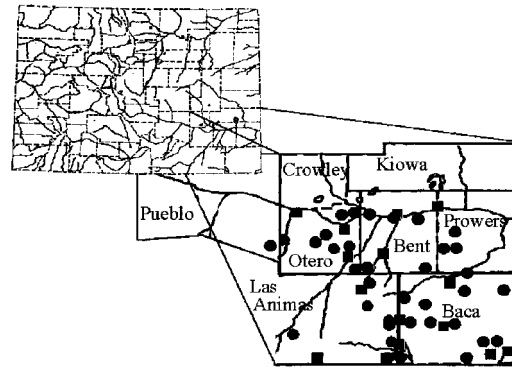 Crowley
Kiowa
Pueblo
Prowers
Bent
Otero
Las
Animas
Baca